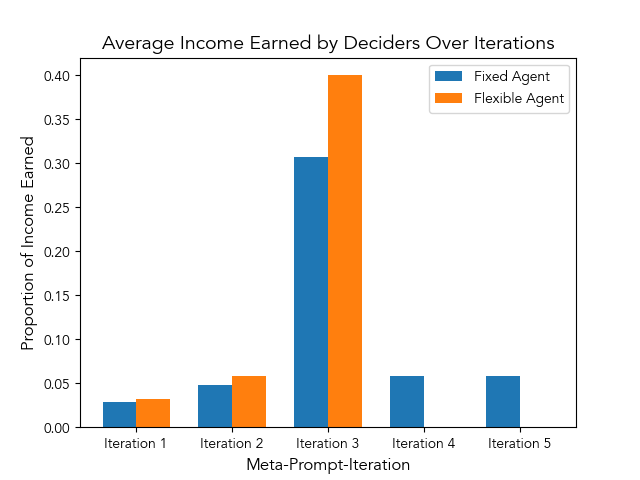 Average Income Earned by Deciders Over Iterations
Fixed Agent
Flexible Agent
Proportion of Income Earned
0.40
0.35
0.30
0.25
0.20
0.15
0.10
0.05
0.00
Iteration 1 Iteration 2 Iteration 3 Iteration 4 Iteration 5
Meta-Prompt-Iteration